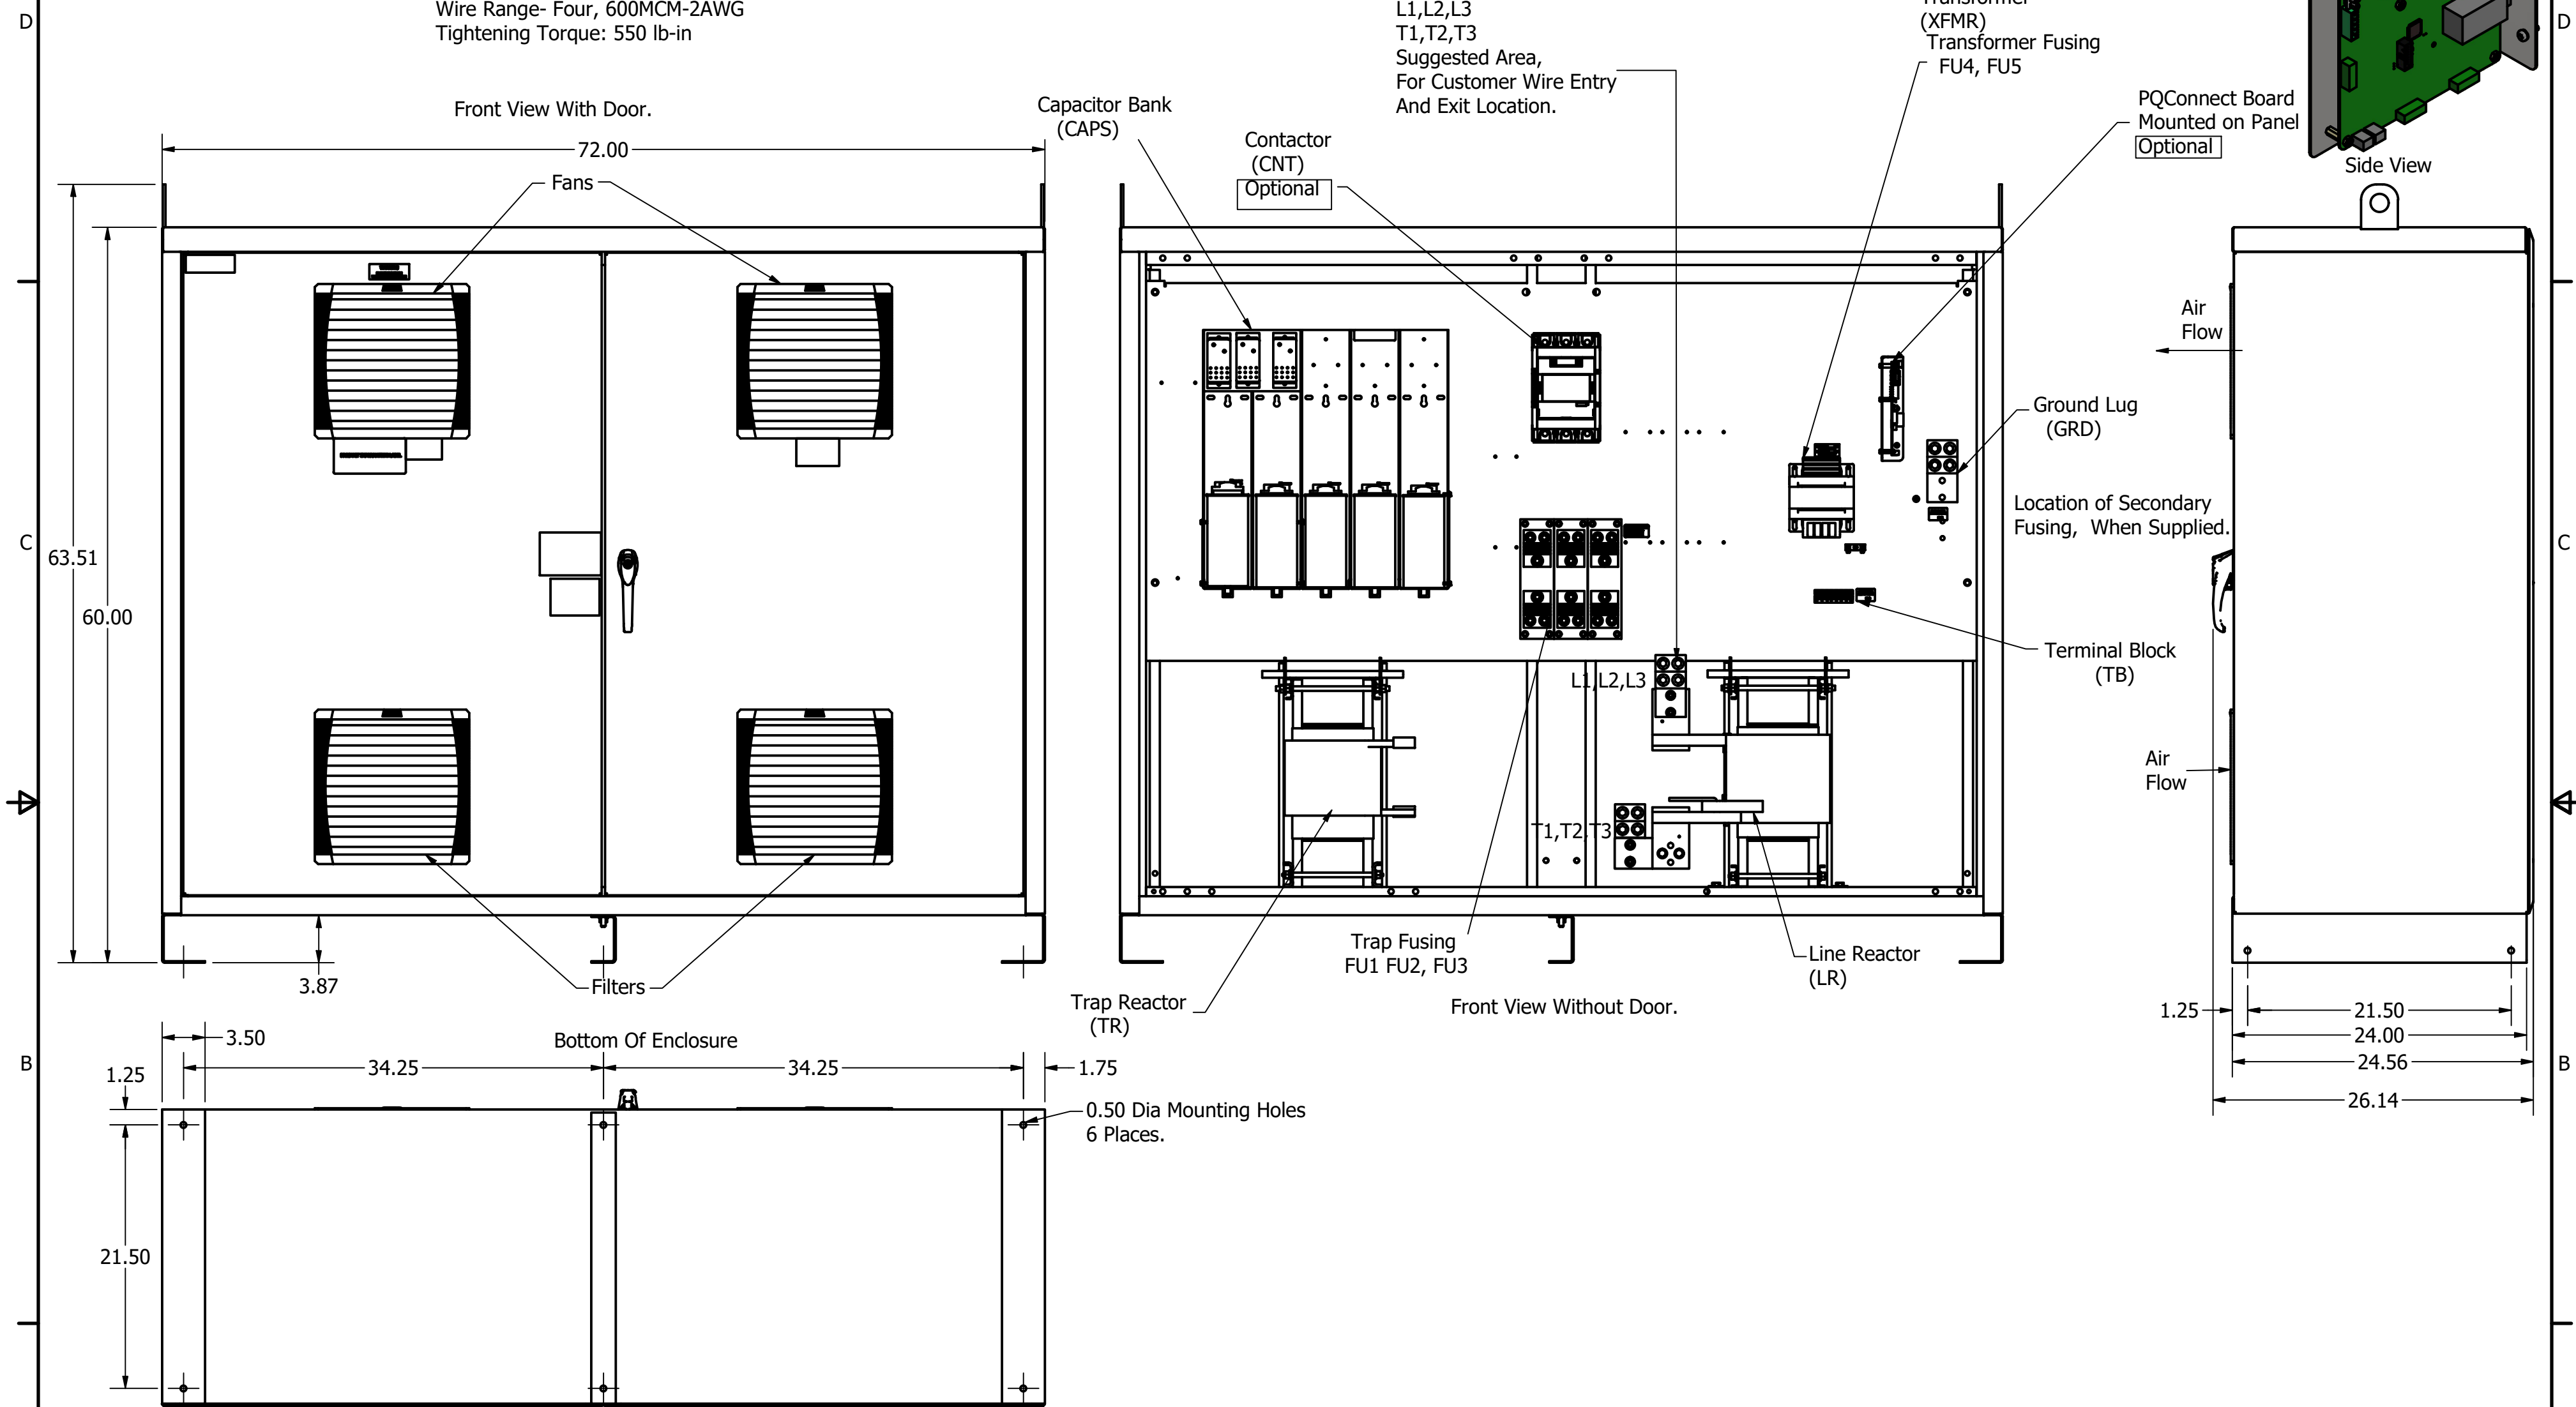 D
Wire Range- Four, 600MCM-2AWG
Tightening Torque: 550 lb-in
L1,L2,L3
T1,T2,T3
Suggested Area,
For Customer Wire Entry
And Exit Location.
Transformer
(XFMR)
Transformer Fusing
FU4, FU5
D
PQConnect Board
Mounted on Panel
Optional
Side View
Front View With Door.
72.00
Fans
Capacitor Bank
(CAPS)
Contactor
(CNT)
Optional
Air
Flow
Ground Lug
(GRD)
Location of Secondary
Fusing, When Supplied.
C
63.51
60.00
C
Terminal Block
(TB)
L1,L2,L3
T1,T2,T3
Air
Flow
3.87
Filters
Trap Fusing
FU1 FU2, FU3
Line Reactor
(LR)
Trap Reactor
(TR)
Front View Without Door.
1.25
21.50
24.00
24.56
26.14
B
3.50
Bottom Of Enclosure
34.25
34.25
1.75
1.25
B
0.50 Dia Mounting Holes
6 Places.
21.50